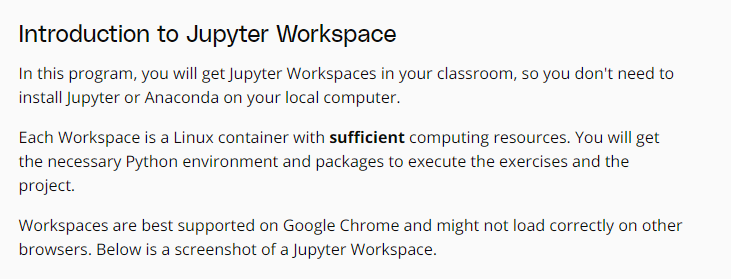 Introduction to Jupyter Workspace
In this program, you will get Jupyter Workspaces in your classroom, so you don't need to
install Jupyter or Anaconda on your local computer.
Each Workspace is a Linux container with sufficient computing resources. You will get
the necessary Python environment and packages to execute the exercises and the
project.
Workspaces are best supported on Google Chrome and might not load correctly on other
browsers. Below is a screenshot of a Jupyter Workspace.